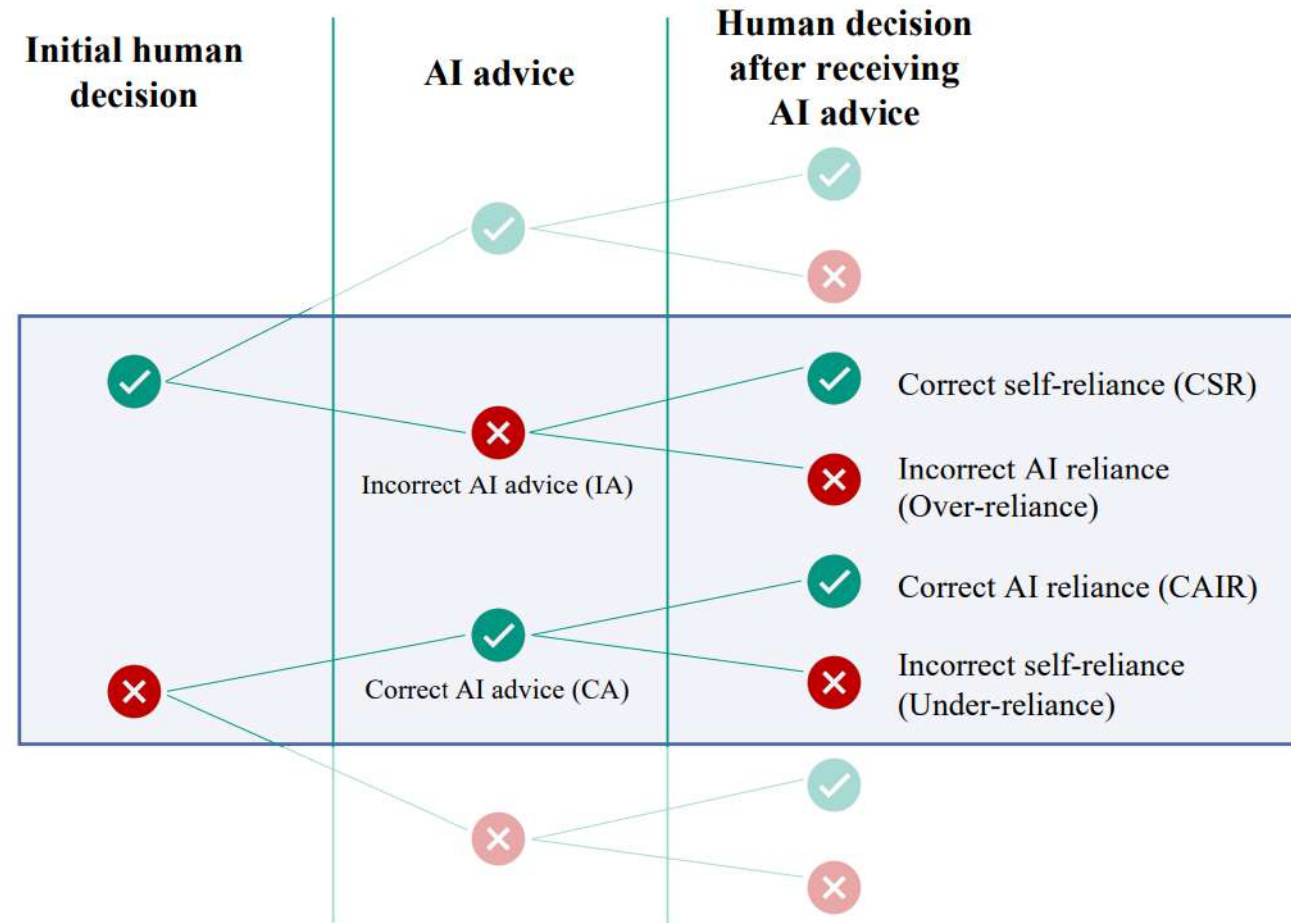 Initial human
decision
AI advice
Human decision
after receiving
AI advice
Correct self-reliance (CSR)
Incorrect AI advice (IA)
Incorrect AI reliance
(Over-reliance)
Correct AI reliance (CAIR)
Correct AI advice (CA)
Incorrect self-reliance
(Under-reliance)